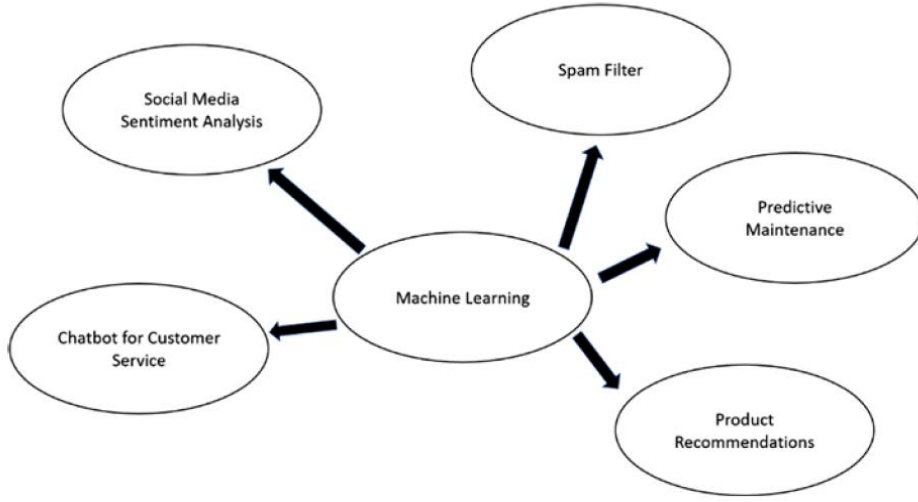 Spam Filter
Social Media
Sentiment Analysis
Predictive
Maintenance
Machine Learning
Chatbot for Customer
Service
Product
Recommendations